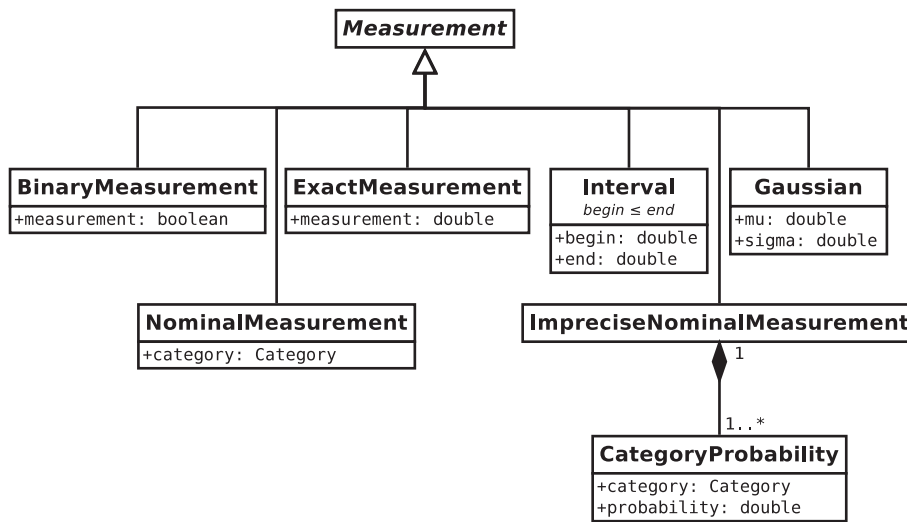 Measurement
BinaryMeasurement
+measurement: boolean
ExactMeasurement
+measurement: double
Interval
begin ≤ end
+begin: double
+end: double
Gaussian
+mu: double
+sigma: double
NominalMeasurement
+category: Category
ImpreciseNominalMeasurement
1
1..*
CategoryProbability
+category: Category
+probability: double